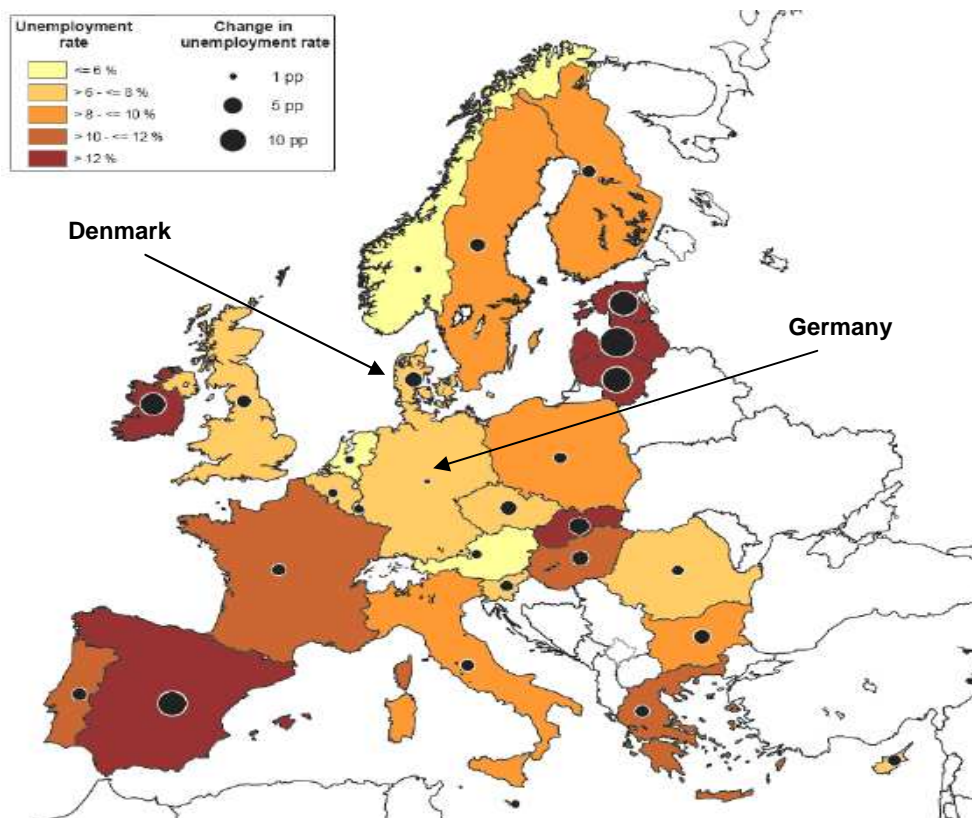 Unemployment
rate
<= 6 %
> 6 - <= 8 %
> 8 - <= 10 %
> 10 - <= 12 %
> 12 %
Change in
unemployment rate
1 pp
5 pp
10 pp
Denmark
Germany